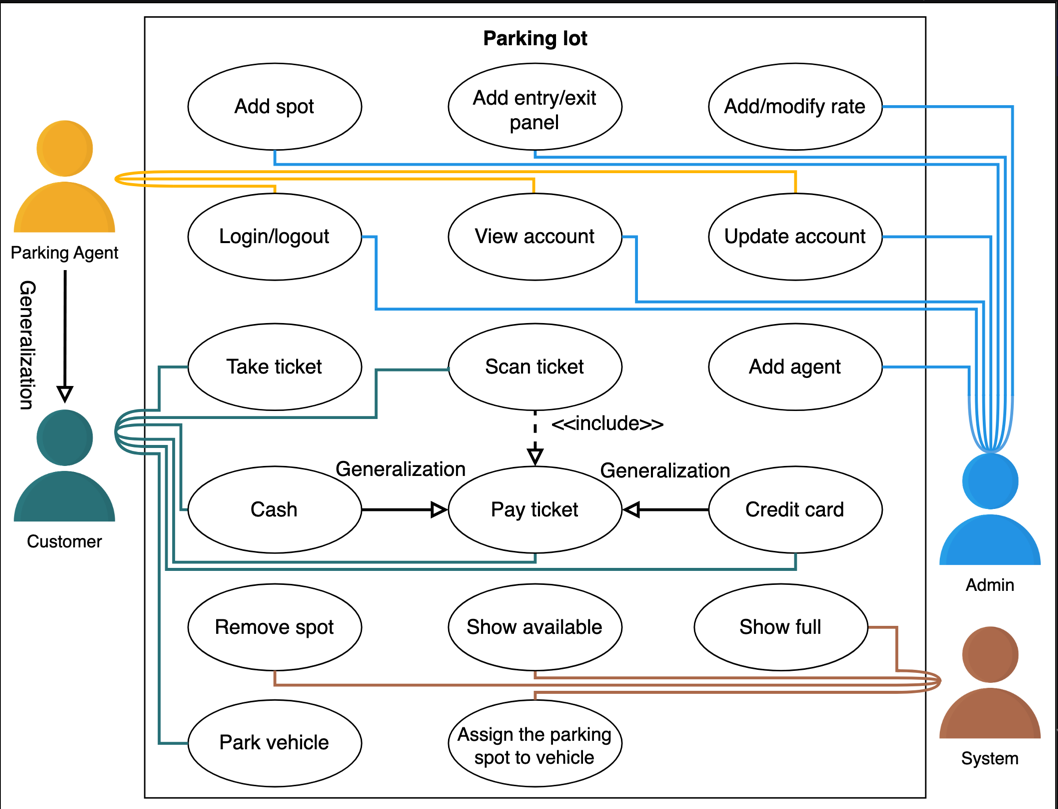 Parking lot
Add spot
Add entry/exit
panel
Add/modify rate
Parking Agent
Login/logout
View account
Update account
Generalization
Take ticket
Scan ticket
Add agent
<<include>>
Customer
Generalization
Generalization
Cash
Pay ticket
Credit card
Admin
Remove spot
Show available
Show full
Park vehicle
Assign the parking
spot to vehicle
System